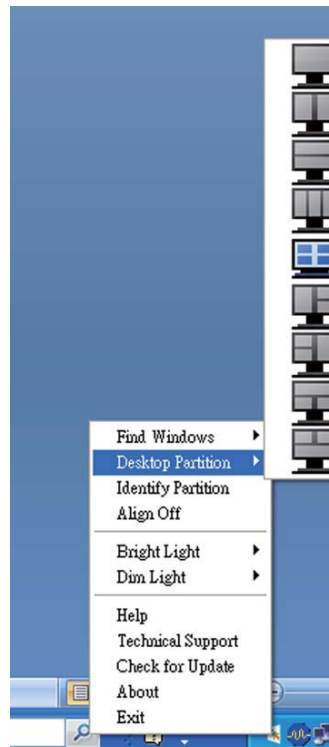 Find Windows
Desktop Partition
Identify Partition
Align Off
Bright Light
Dim Light
Help
Technical Support
Check for Update
About
Exit